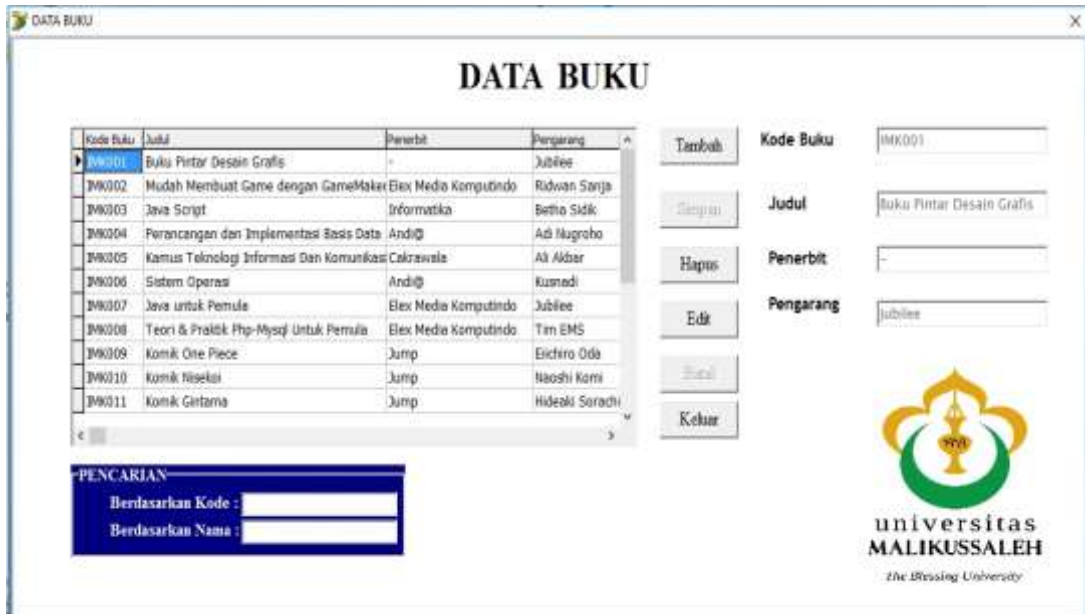 DATA BUKU
DATA BUKU
Kode Buku Judul Penerbit Pengarang
IMK001 Buku Pintar Desain Grafis - Jubilee
IMK002 Mudah Membuat Game dengan GameMaker Elex Media Komputindo Ridwan Sanja
IMK003 Java Script Informatika Betha Sidik
IMK004 Perancangan dan Implementasi Basis Data Andi@ Adi Nugroho
IMK005 Kamus Teknologi Informasi Dan Komunikasi Cakrawala Ali Akbar
IMK006 Sistem Operasi Andi@ Kusnadi
IMK007 Java untuk Pemula Elex Media Komputindo Jubilee
IMK008 Teori & Praktik Php-Mysql Untuk Pemula Elex Media Komputindo Tim EMS
IMK009 Komik One Piece Jump Eiichiro Oda
IMK010 Komik Nisekoi Jump Naoshi Komi
IMK011 Komik Gintama Jump Hideaki Sorachi
Tambah
Simpan
Hapus
Edit
Batal
Keluar
Kode Buku IMK001
Judul Buku Pintar Desain Grafis
Penerbit -
Pengarang Jubilee
PENCARIAN
Berdasarkan Kode :
Berdasarkan Nama :
universitas
MALIKUSSALEH
The Blessing University